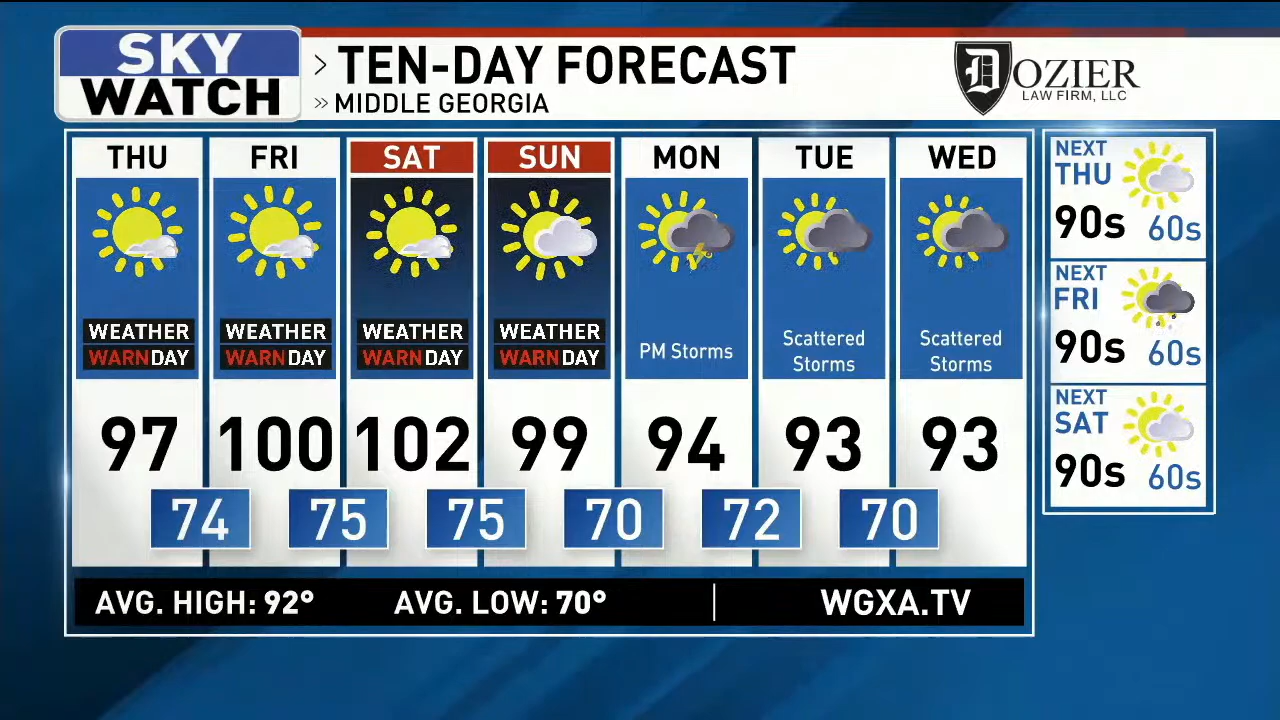 SKY
WATCH
> TEN-DAY FORECAST
» MIDDLE GEORGIA
D OZIER
LAW FIRM, LLC
THU
FRI
SAT
SUN
MON
TUE
WED
WEATHER
WARN DAY
WEATHER
WARN DAY
WEATHER
WARN DAY
WEATHER
WARN DAY
PM Storms
Scattered
Storms
Scattered
Storms
97
100
102
99
94
93
93
74
75
75
70
72
70
AVG. HIGH: 92° AVG. LOW: 70° | WGXA.TV
NEXT
THU
90s 60s
NEXT
FRI
90s 60s
NEXT
SAT
90s 60s